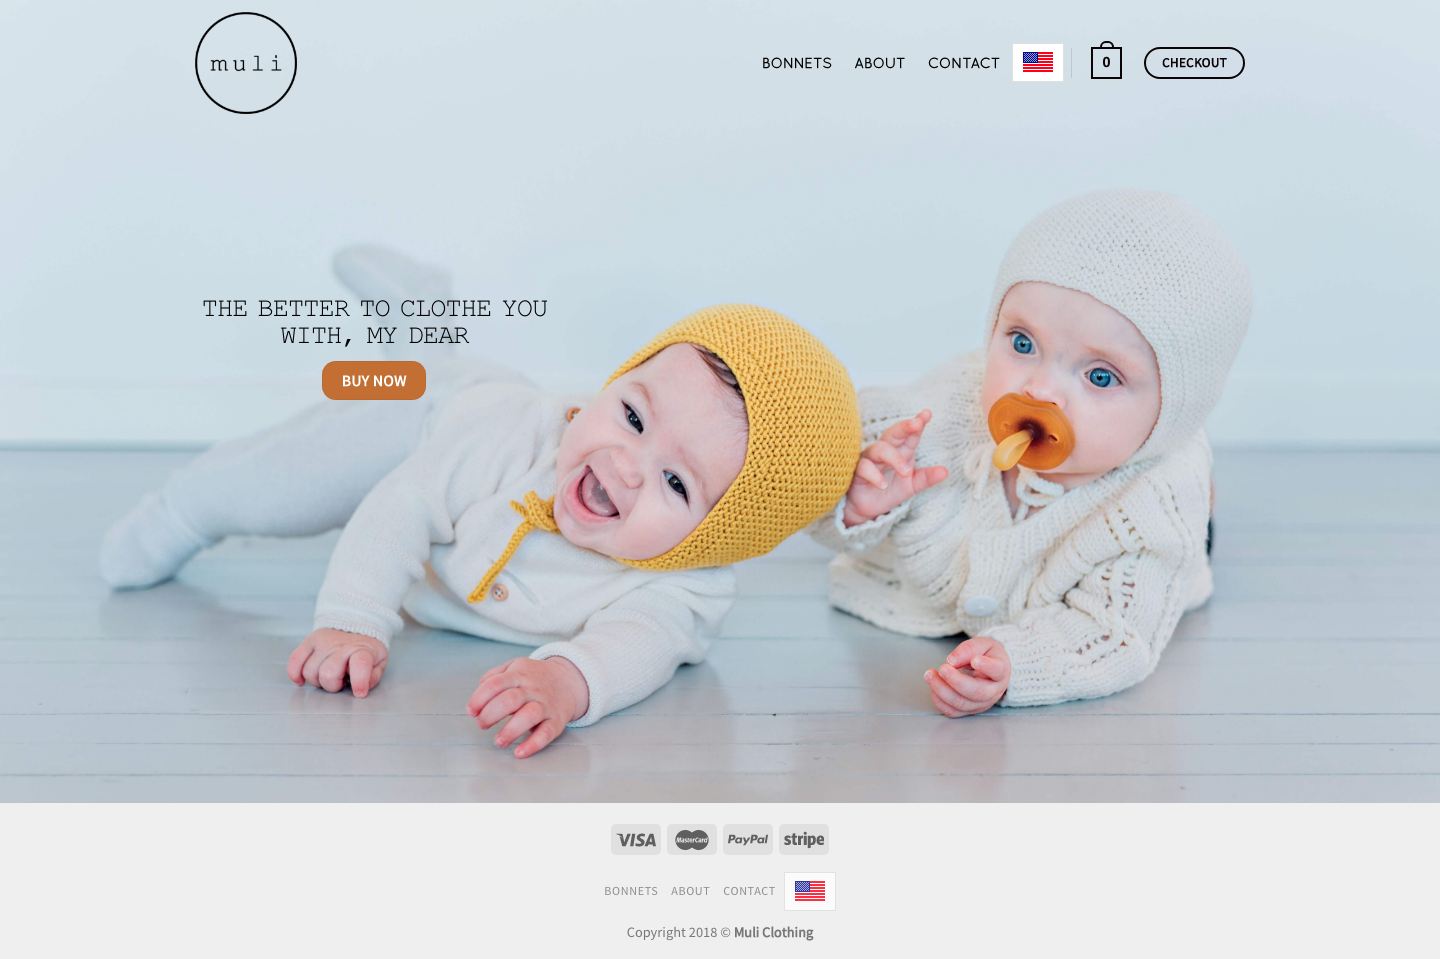 muli
BONNETS ABOUT CONTACT 0 CHECKOUT
THE BETTER TO CLOTHE YOU
WITH, MY DEAR
BUY NOW
VISA MasterCard PayPal stripe
BONNETS ABOUT CONTACT
Copyright 2018 © Muli Clothing